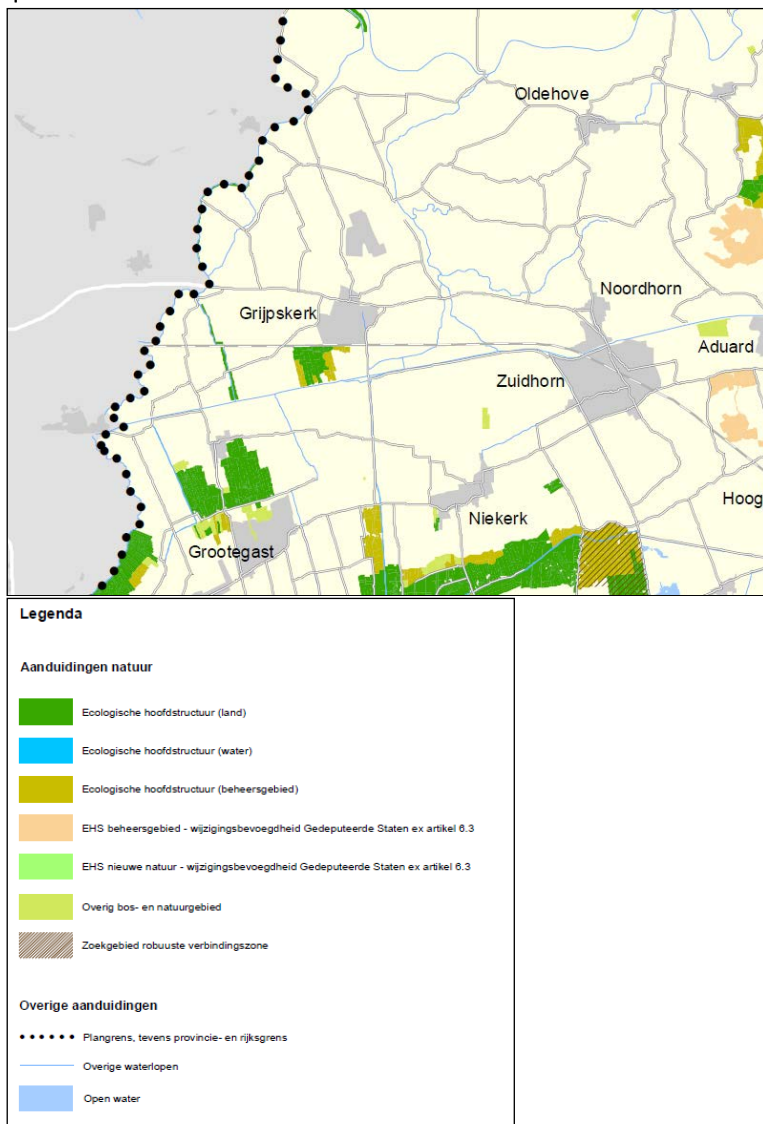 Oldehove
Noordhorn
Grijpskerk
Aduard
Zuidhorn
Hoog
Niekerk
Grootegast
Legenda
Aanduidingen natuur
Ecologische hoofdstructuur (land)
Ecologische hoofdstructuur (water)
Ecologische hoofdstructuur (beheersgebied)
EHS beheersgebied - wijzigingsbevoegdheid Gedeputeerde Staten ex artikel 6.3
EHS nieuwe natuur - wijzigingsbevoegdheid Gedeputeerde Staten ex artikel 6.3
Overig bos- en natuurgebied
Zoekgebied robuuste verbindingszone
Overige aanduidingen
Plangrens, tevens provincie- en rijksgrens
Overige waterlopen
Open water